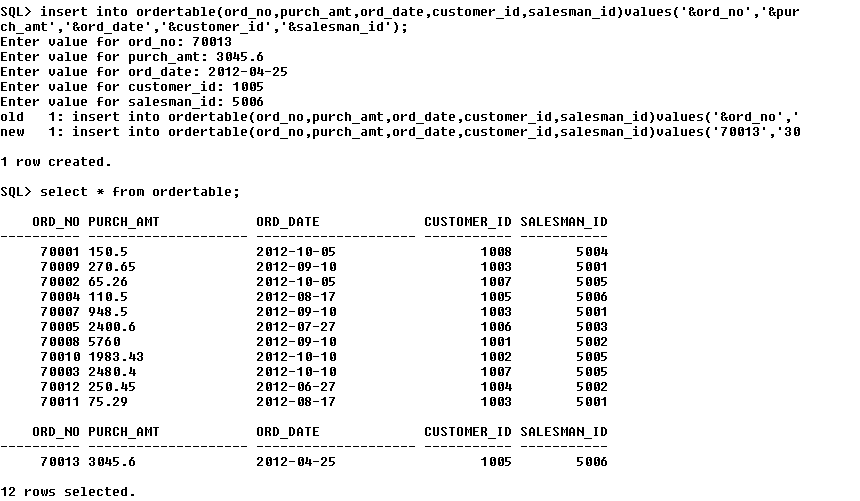 SQL> insert into ordertable(ord_no,purch_amt,ord_date,customer_id,salesman_id)values('&ord_no','&pur
ch_amt','&ord_date','&customer_id','&salesman_id');
Enter value for ord_no: 70013
Enter value for purch_amt: 3045.6
Enter value for ord_date: 2012-04-25
Enter value for customer_id: 1005
Enter value for salesman_id: 5006
old   1: insert into ordertable(ord_no,purch_amt,ord_date,customer_id,salesman_id)values('&ord_no','
new   1: insert into ordertable(ord_no,purch_amt,ord_date,customer_id,salesman_id)values('70013','30
1 row created.
SQL> select * from ordertable;
    ORD_NO PURCH_AMT            ORD_DATE             CUSTOMER_ID SALESMAN_ID
---------- -------------------- -------------------- ----------- -----------
     70001 150.5                2012-10-05                  1008        5004
     70009 270.65               2012-09-10                  1003        5001
     70002 65.26                2012-10-05                  1007        5005
     70004 110.5                2012-08-17                  1005        5006
     70007 948.5                2012-09-10                  1003        5001
     70005 2400.6               2012-07-27                  1006        5003
     70008 5760                 2012-09-10                  1001        5002
     70010 1983.43              2012-10-10                  1002        5005
     70003 2480.4               2012-10-10                  1007        5005
     70012 250.45               2012-06-27                  1004        5002
     70011 75.29                2012-08-17                  1003        5001
    ORD_NO PURCH_AMT            ORD_DATE             CUSTOMER_ID SALESMAN_ID
---------- -------------------- -------------------- ----------- -----------
     70013 3045.6               2012-04-25                  1005        5006
12 rows selected.